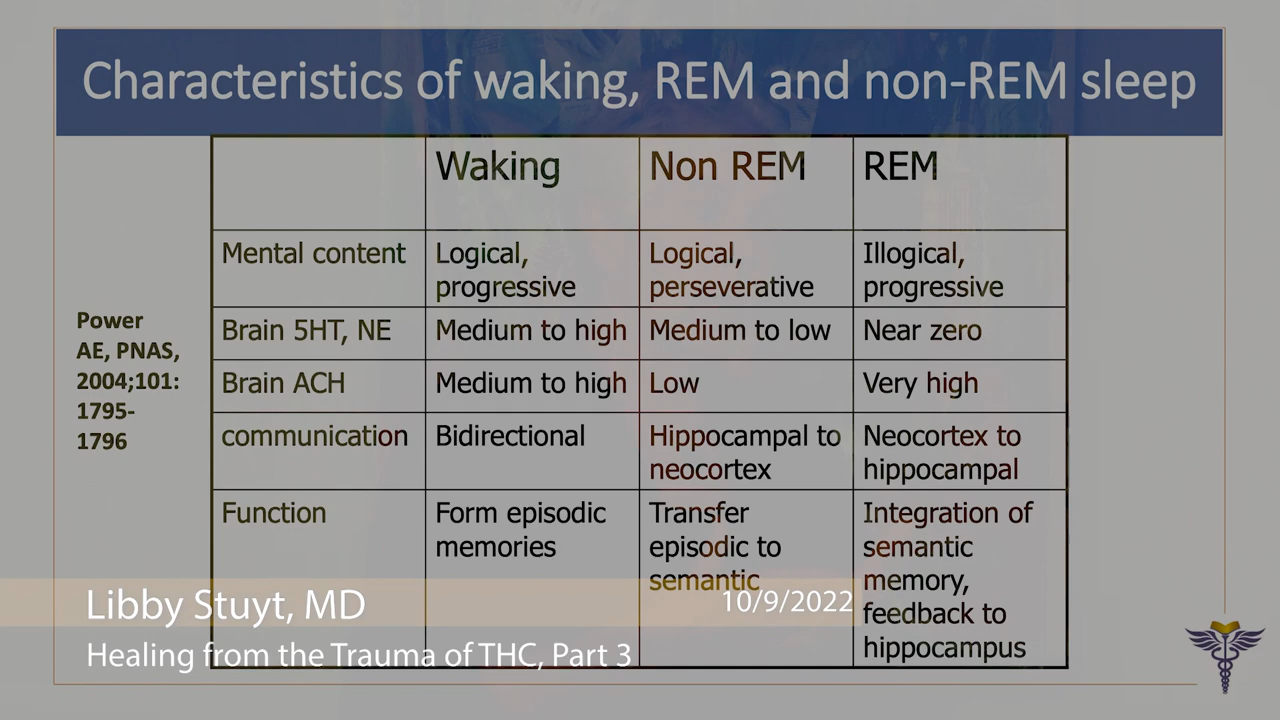 Characteristics of waking, REM and non-REM sleep
Waking
Non REM
REM
Mental content
Logical,
progressive
Logical,
perseverative
Illogical,
progressive
Brain 5HT, NE
Medium to high
Medium to low
Near zero
Brain ACH
Medium to high
Low
Very high
communication
Bidirectional
Hippocampal to
neocortex
Neocortex to
hippocampal
Function
Form episodic
memories
Transfer
episodic to
semantic
Integration of
semantic
memory,
feedback to
hippocampus
Power
AE, PNAS,
2004;101:
1795-
1796
Libby Stuyt, MD
10/9/2022
Healing from the Trauma of THC, Part 3